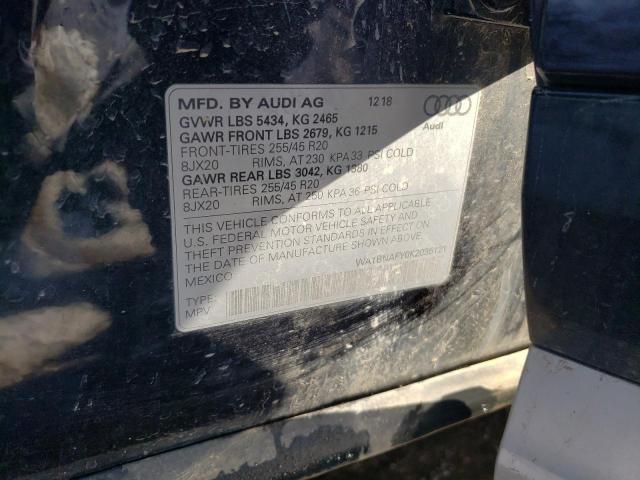 MFD. BY AUDI AG 12 18
Audi
GVWR LBS 5434, KG 2465
GAWR FRONT LBS 2679, KG 1215
FRONT-TIRES 255/45 R20
8JX20 RIMS, AT 230 KPA 33 PSI COLD
GAWR REAR LBS 3042, KG 1380
REAR-TIRES 255/45 R20
8JX20 RIMS, AT 250 KPA 36 PSI COLD
THIS VEHICLE CONFORMS TO ALL APPLICABLE
U.S. FEDERAL MOTOR VEHICLE SAFETY AND
THEFT PREVENTION STANDARDS IN EFFECT ON
THE DATE OF MANUFACTURE SHOWN ABOVE.
MEXICO WA1BNAFY0K2036121
TYPE:
MPV